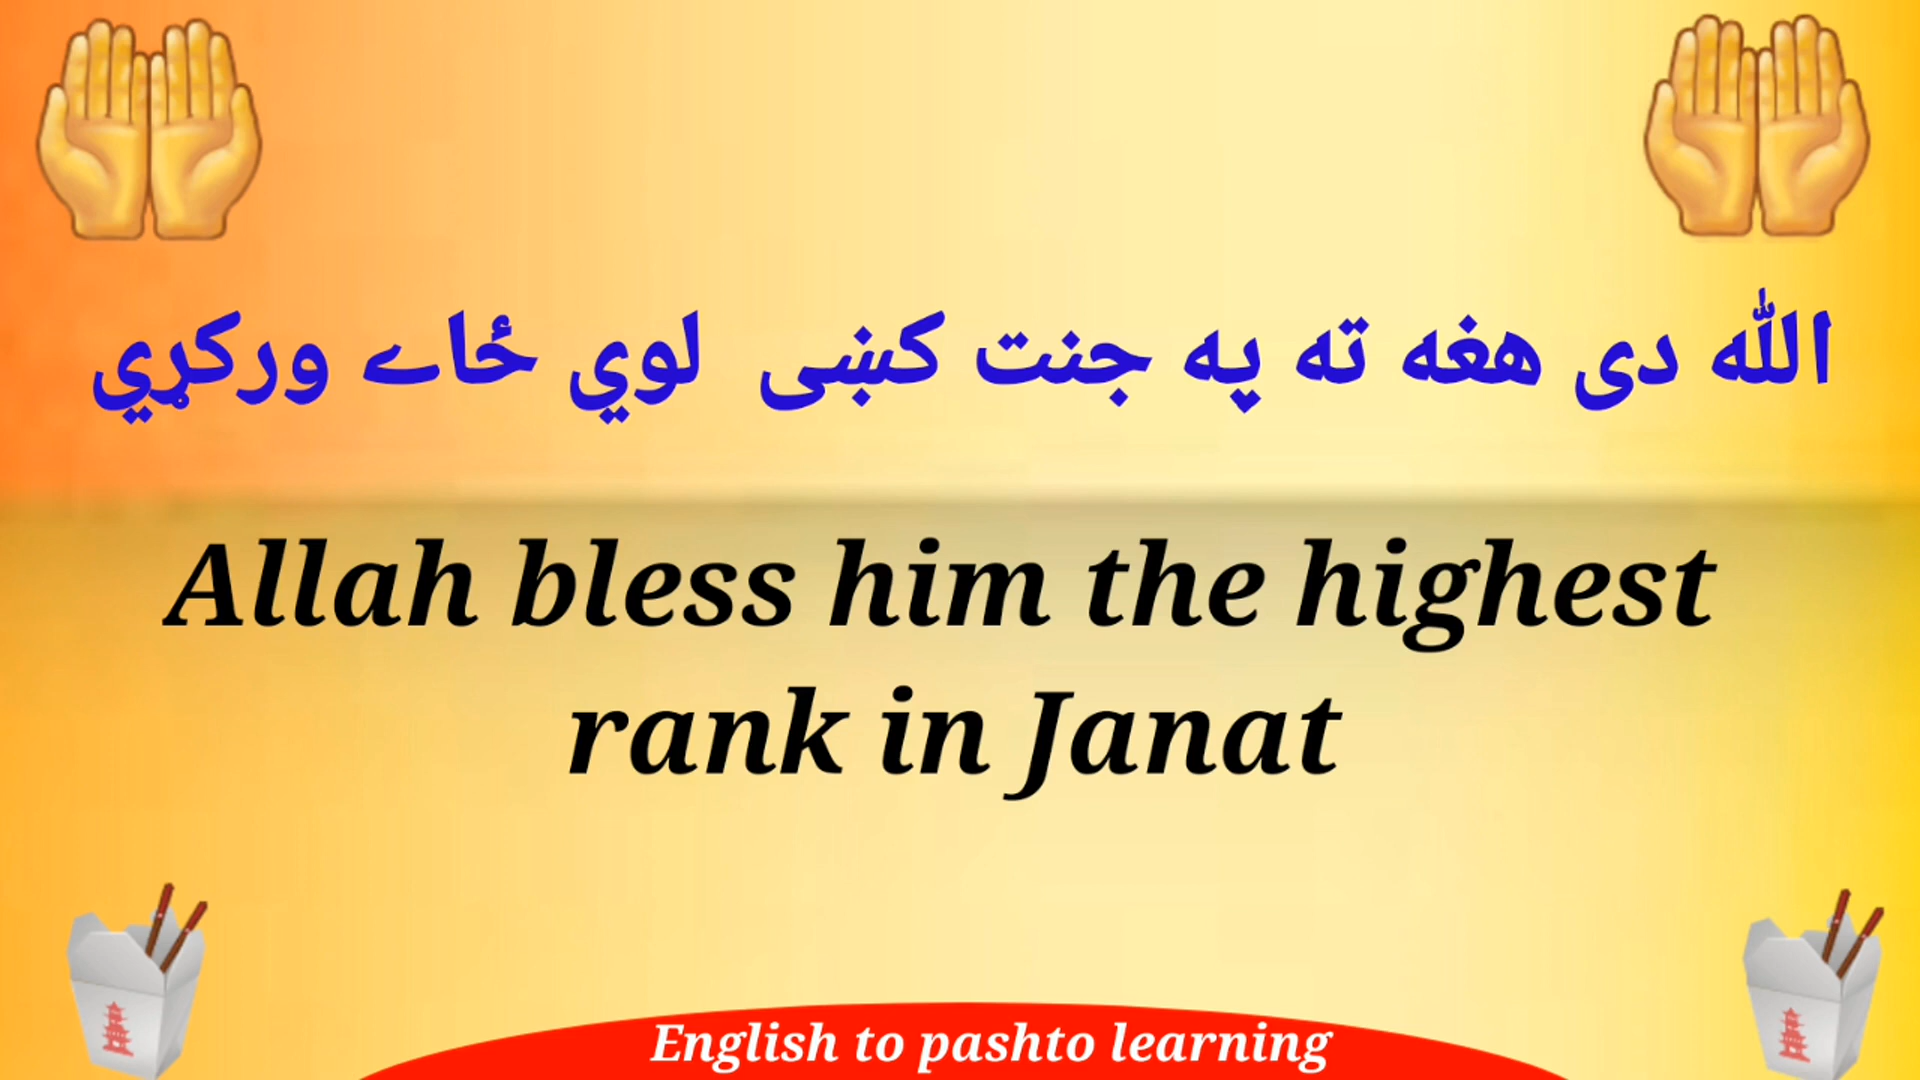 الله دی هغه ته په جنت کښی لوي ځاے ورکړي
Allah bless him the highest
rank in Janat
English to pashto learning